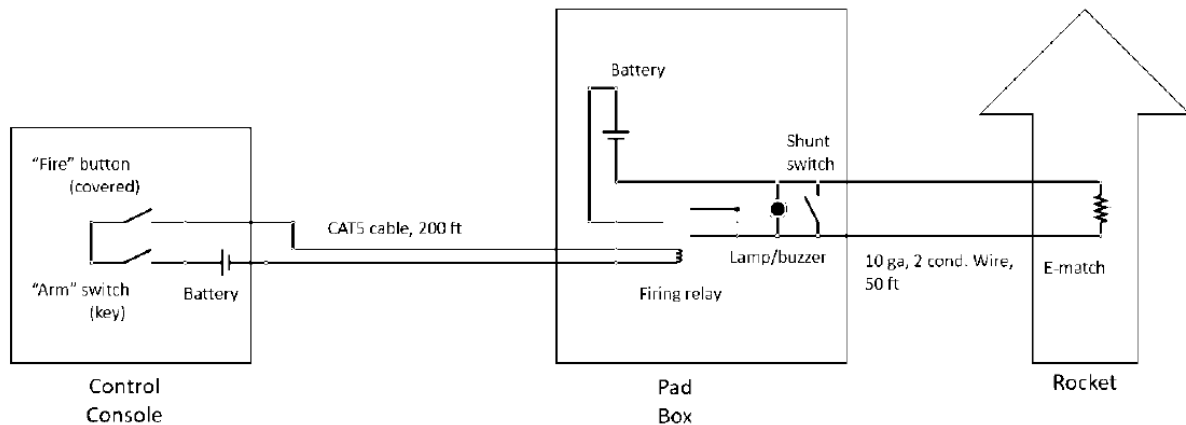 “Fire” button
(covered)
“Arm” switch
(key)
Battery
Control
Console
CAT5 cable, 200 ft
Battery
Shunt
switch
Lamp/buzzer
Firing relay
Pad
Box
10 ga, 2 cond. Wire,
50 ft
E-match
Rocket